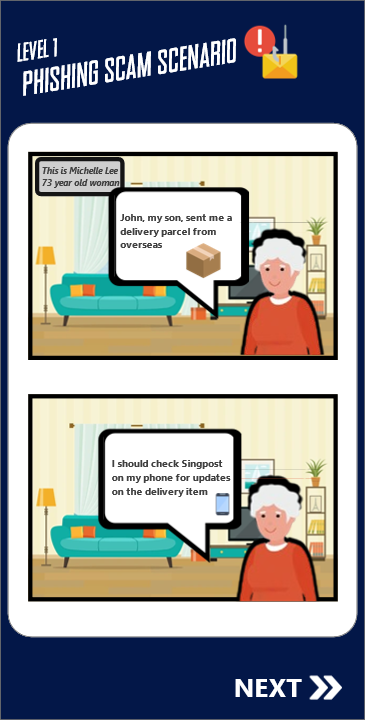 LEVEL 1
PHISHING SCAM SCENARIO
This is Michelle Lee
73 year old woman
John, my son, sent me a
delivery parcel from
overseas
I should check Singpost
on my phone for updates
on the delivery item
NEXT